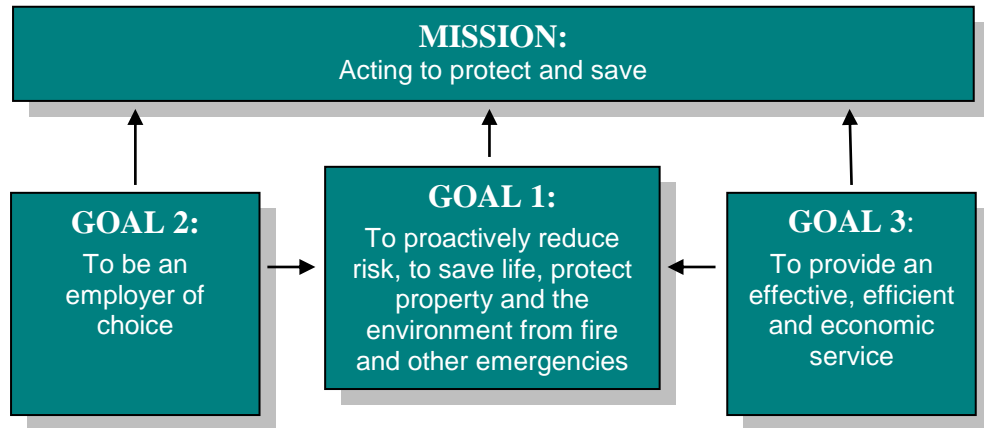 MISSION:
Acting to protect and save
GOAL 2:
To be an
employer of
choice
GOAL 1:
To proactively reduce
risk, to save life, protect
property and the
environment from fire
and other emergencies
GOAL 3:
To provide an
effective, efficient
and economic
service